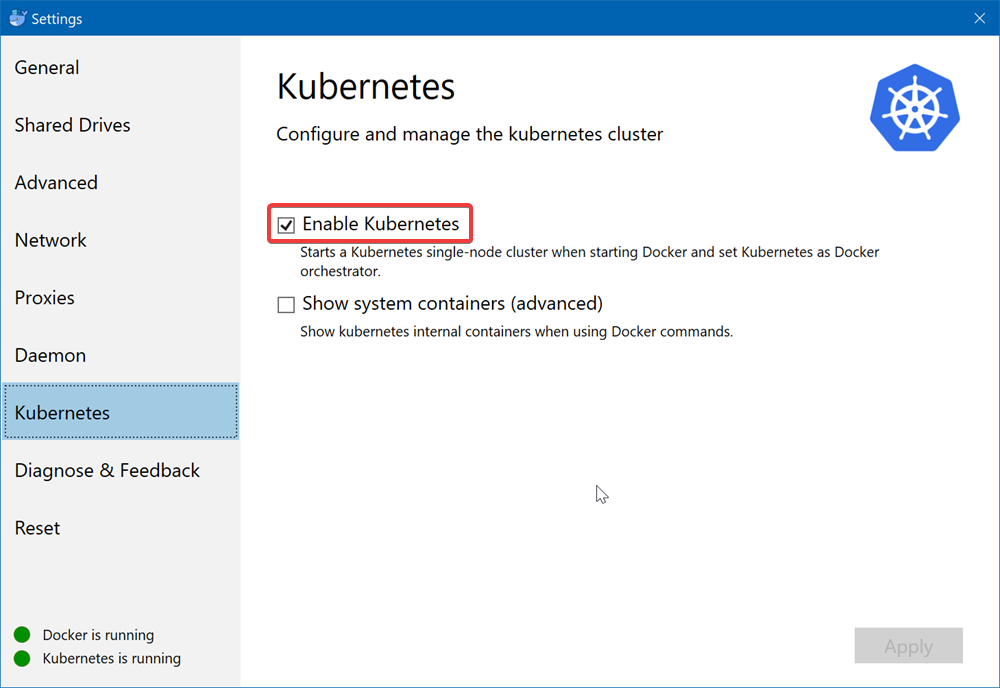 Settings
General
Shared Drives
Advanced
Network
Proxies
Daemon
Kubernetes
Diagnose & Feedback
Reset
Docker is running
Kubernetes is running
Kubernetes
Configure and manage the kubernetes cluster
Enable Kubernetes
Starts a Kubernetes single-node cluster when starting Docker and set Kubernetes as Docker
orchestrator.
Show system containers (advanced)
Show kubernetes internal containers when using Docker commands.
Apply